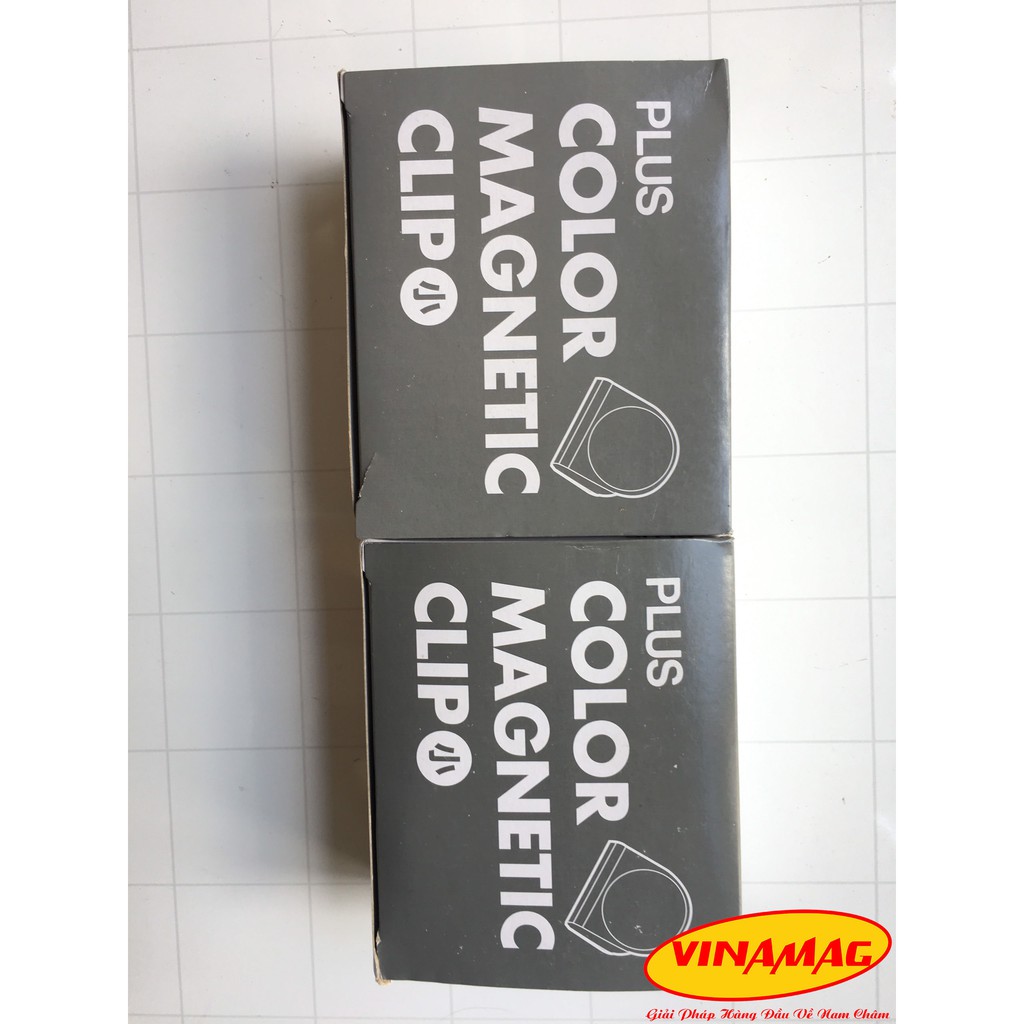 PLUS
COLOR
MAGNETIC
CLIP 小
PLUS
COLOR
MAGNETIC
CLIP 小
VINAMAG
Giải Pháp Hàng Đầu Về Nam Châm